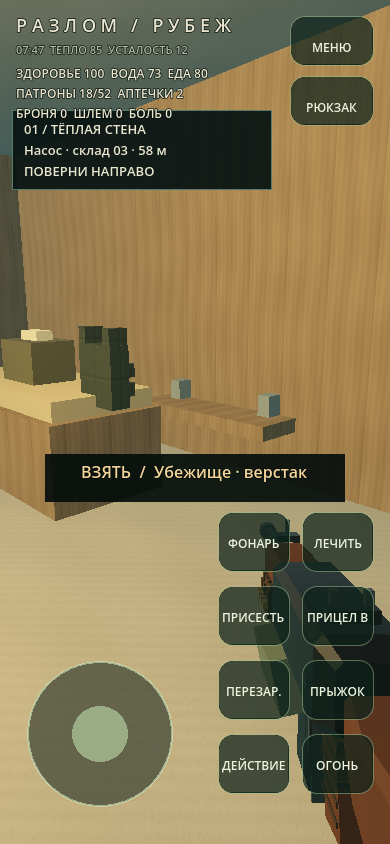 РАЗЛОМ / РУБЕЖ
07:47 ТЕПЛО 85 УСТАЛОСТЬ 12
ЗДОРОВЬЕ 100 ВОДА 73 ЕДА 80
ПАТРОНЫ 18/52 АПТЕЧКИ 2
БРОНЯ 0 ШЛЕМ 0 БОЛЬ 0
МЕНЮ
РЮКЗАК
01 / ТЁПЛАЯ СТЕНА
Насос · склад 03 · 58 м
ПОВЕРНИ НАПРАВО
ВЗЯТЬ / Убежище · верстак
ФОНАРЬ
ЛЕЧИТЬ
ПРИСЕСТЬ
ПРИЦЕЛ В
ПЕРЕЗАР.
ПРЫЖОК
ДЕЙСТВИЕ
ОГОНЬ